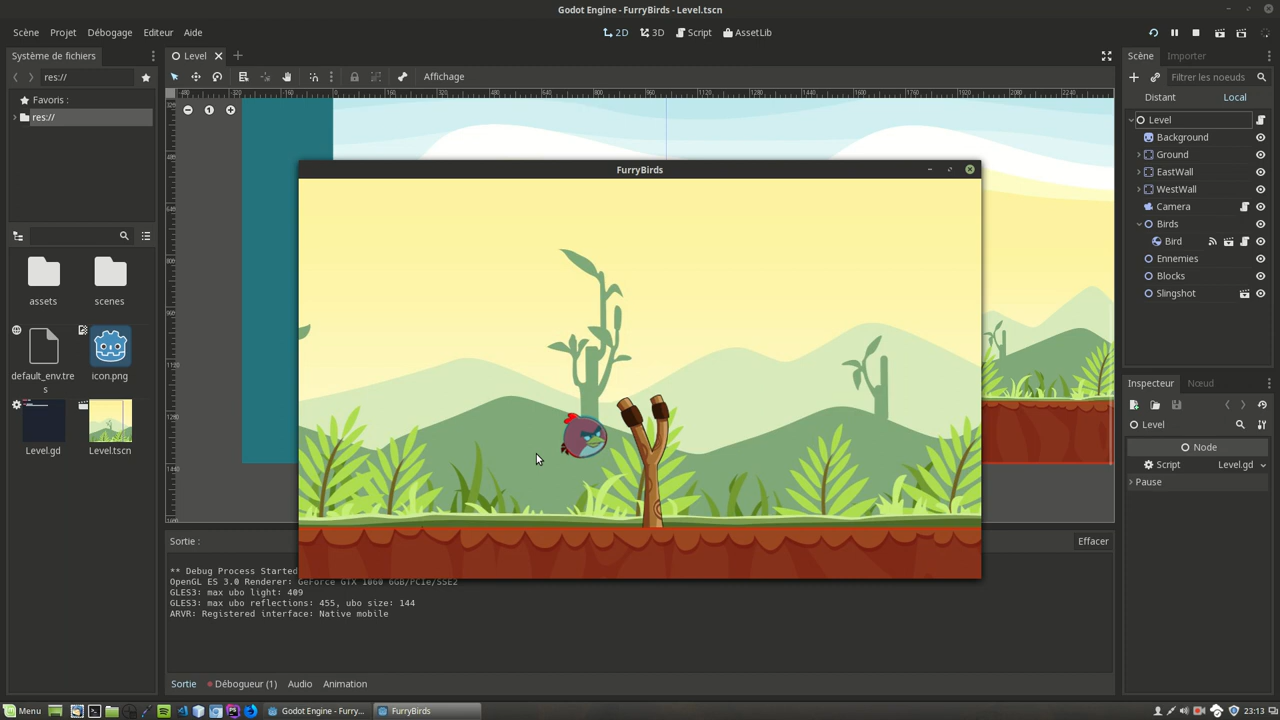 Godot Engine - FurryBirds - Level.tscn
Scène Projet Débogage Editeur Aide
2D 3D Script AssetLib
Système de fichiers
Level
Scène Importer
res://
Affichage
Filtrer les noeuds
Favoris :
res://
Distant Local
Level
Background
Ground
EastWall
WestWall
Camera
Birds
Bird
Ennemies
Blocks
Slingshot
FurryBirds
assets scenes
default_env.tres
icon.png
Level.gd Level.tscn
Inspecteur Nœud
Level
Node
Script Level.gd
Pause
Sortie : Effacer
** Debug Process Started
OpenGL ES 3.0 Renderer: GeForce GTX 1060 6GB/PCIe/SSE2
GLES3: max ubo light: 409
GLES3: max ubo reflections: 455, ubo size: 144
ARVR: Registered interface: Native mobile
Sortie Débogueur (1) Audio Animation
Menu Godot Engine - Furry... FurryBirds 23:13